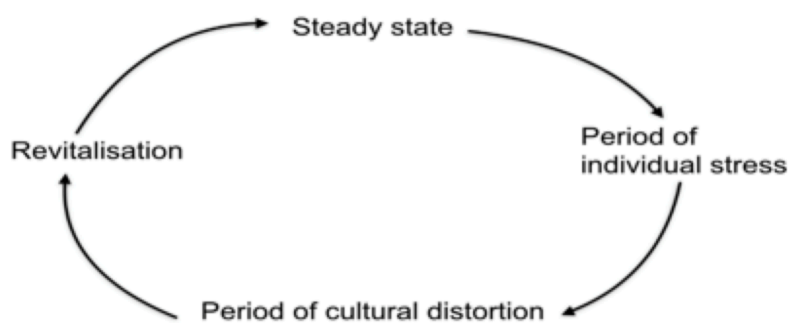 Steady state
Period of
individual stress
Revitalisation
Period of cultural distortion